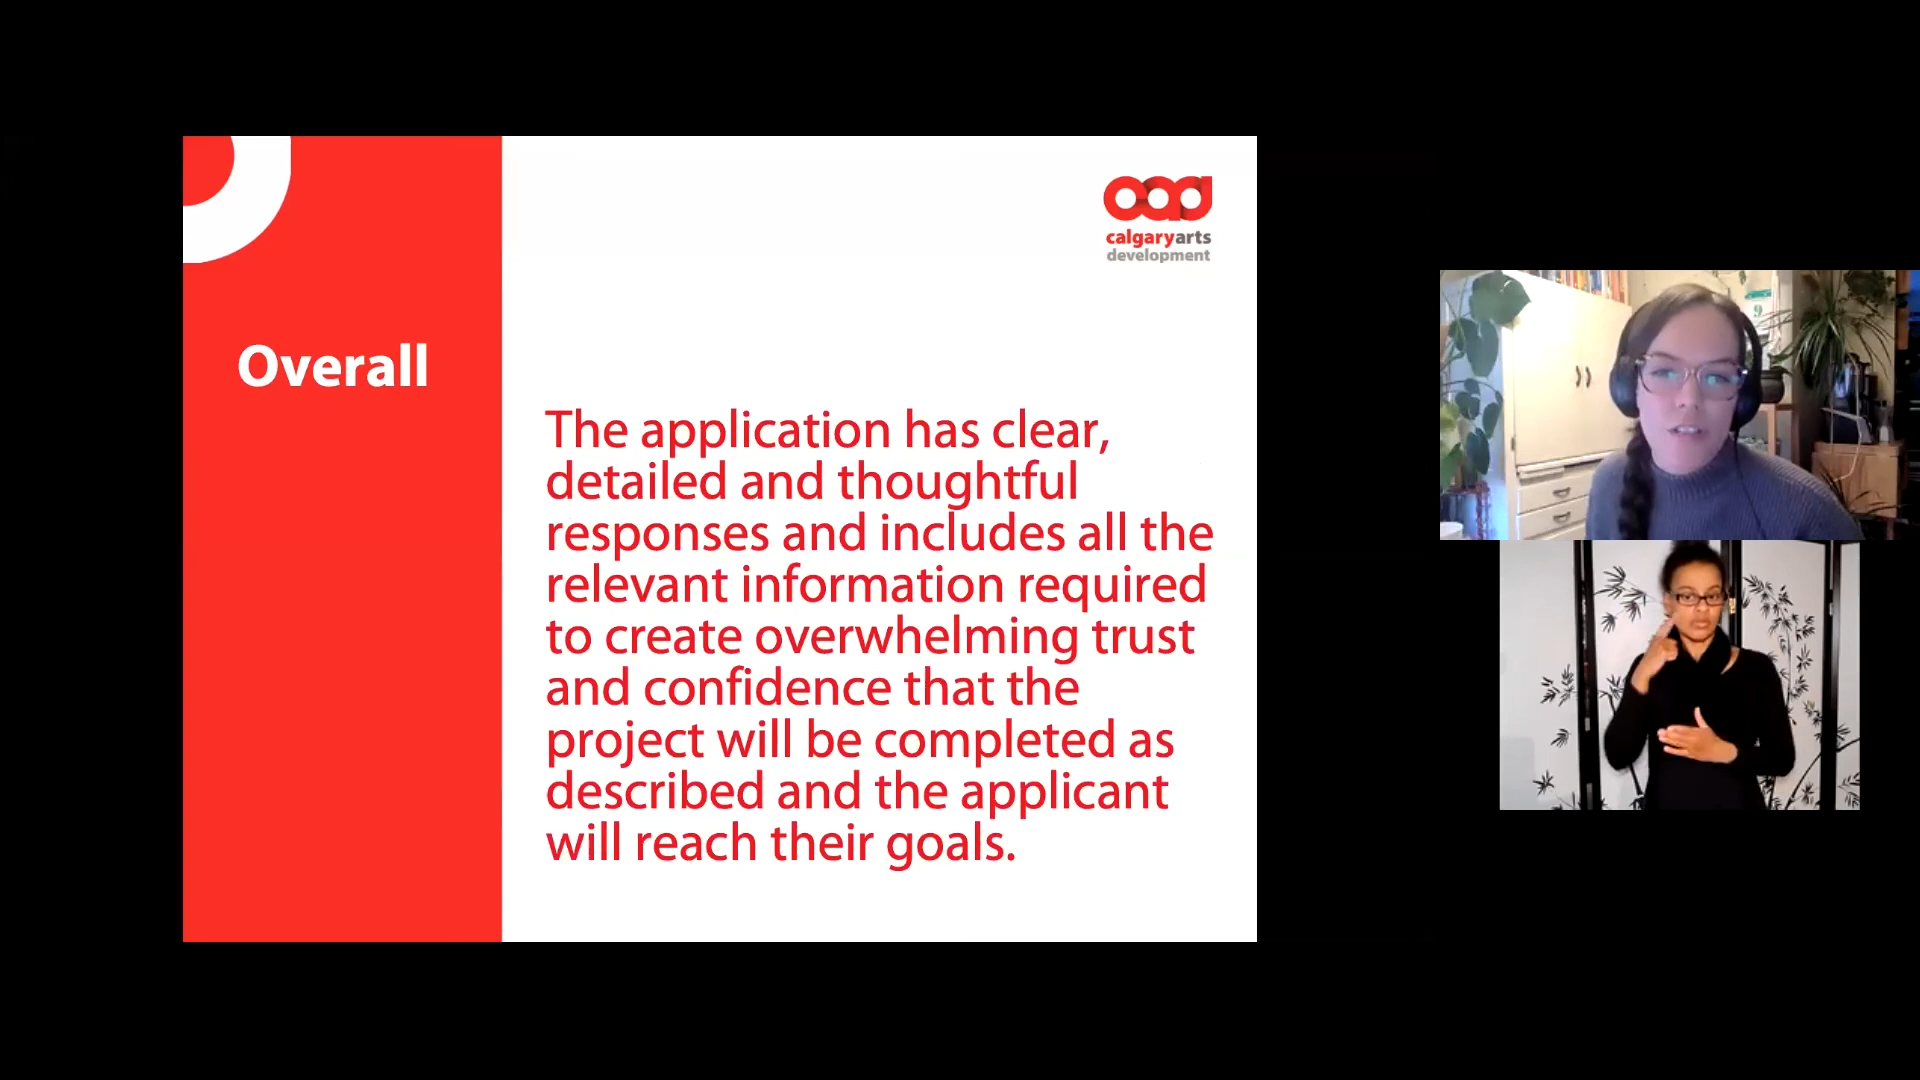 calgaryarts
development
Overall
The application has clear,
detailed and thoughtful
responses and includes all the
relevant information required
to create overwhelming trust
and confidence that the
project will be completed as
described and the applicant
will reach their goals.
9